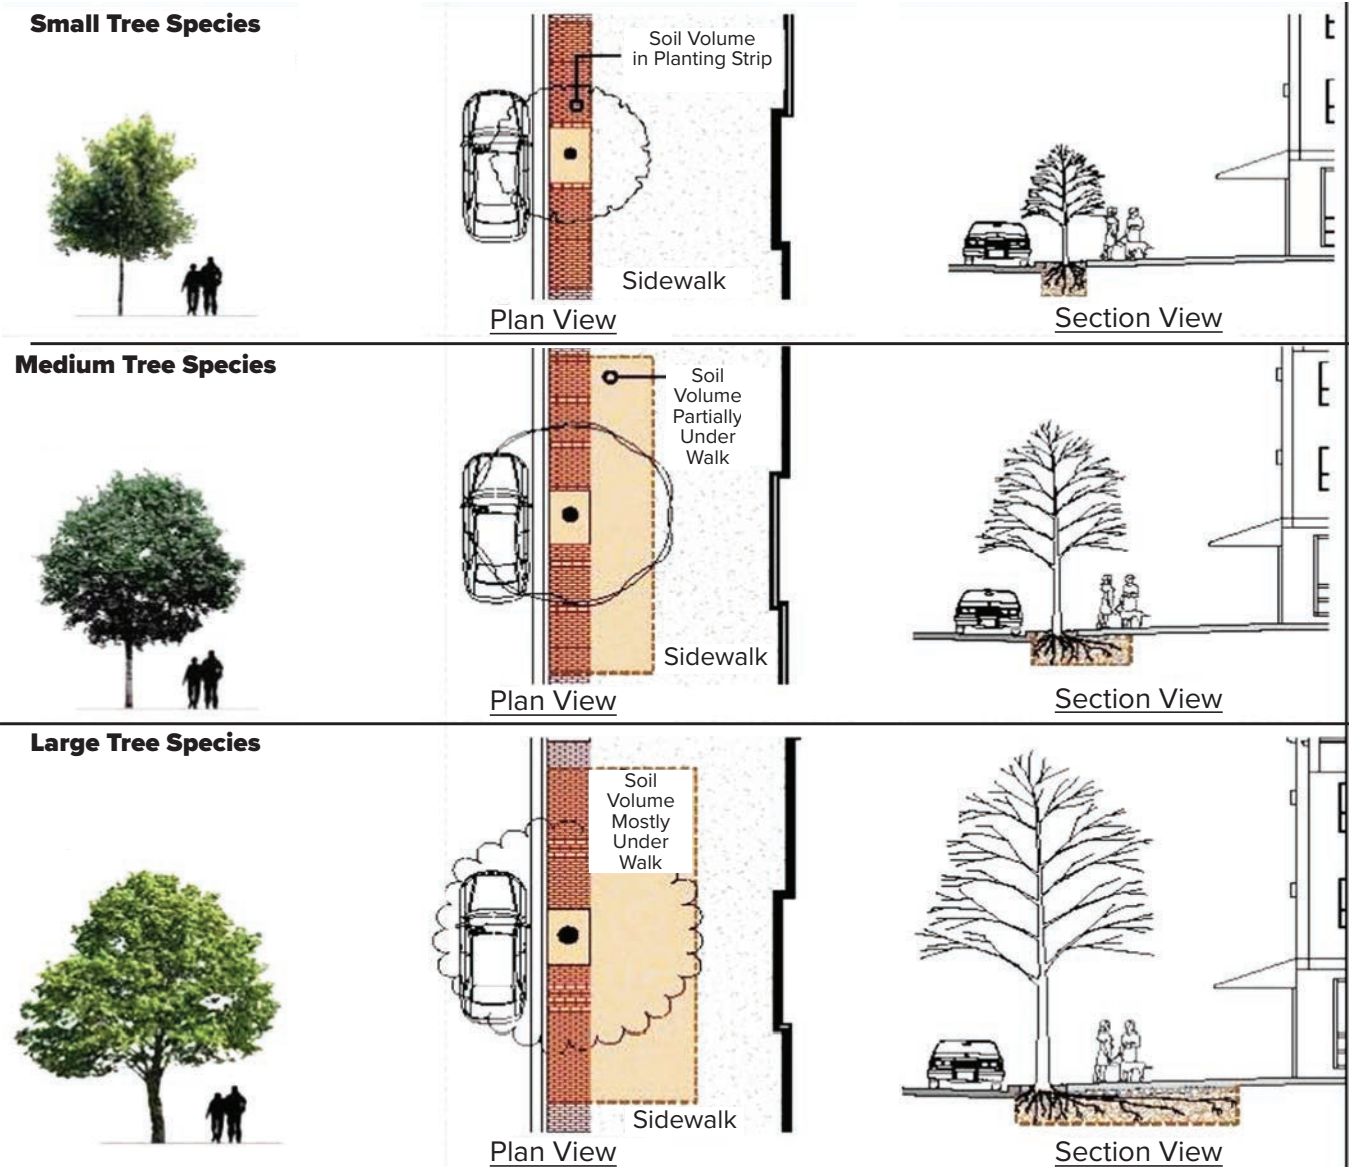 Small Tree Species
Soil Volume
in Planting Strip
Sidewalk
Plan View
Section View
Medium Tree Species
Soil
Volume
Partially
Under
Walk
Sidewalk
Plan View
Section View
Large Tree Species
Soil
Volume
Mostly
Under
Walk
Sidewalk
Plan View
Section View